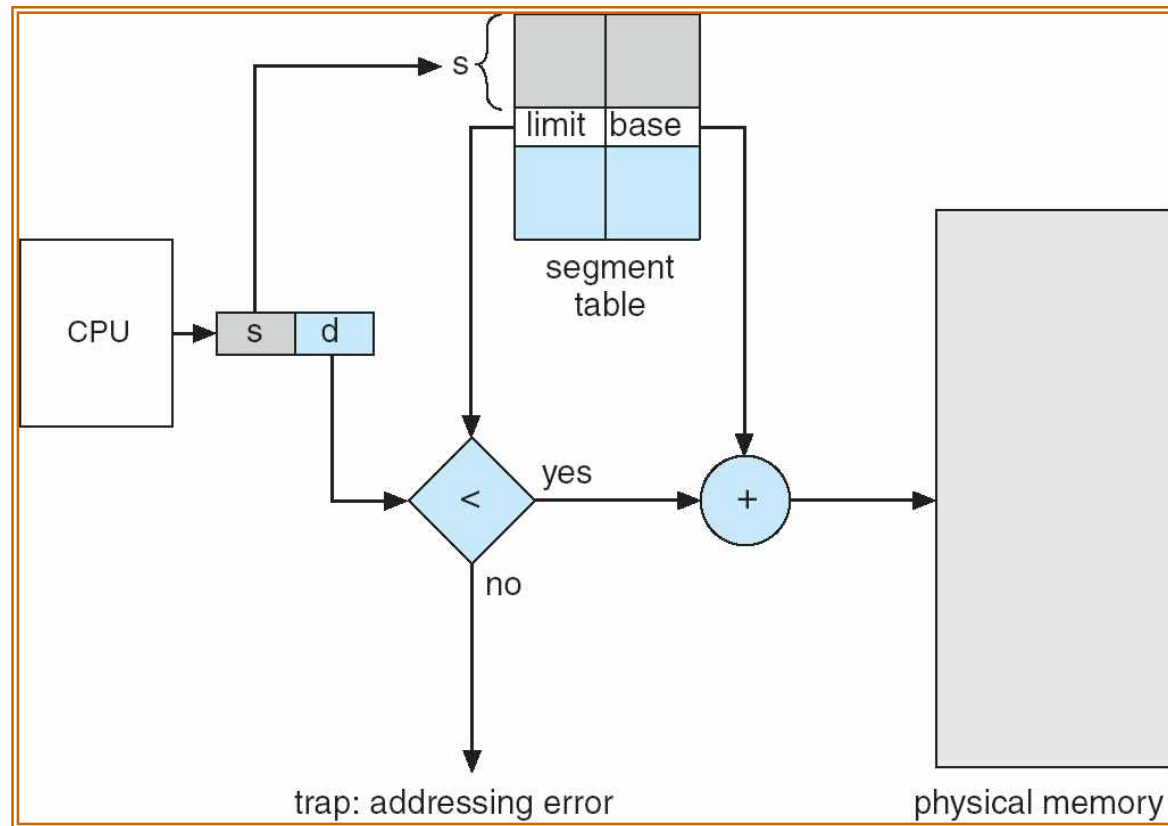 s
limit base
segment
table
CPU
s d
<
yes
+
no
trap: addressing error
physical memory